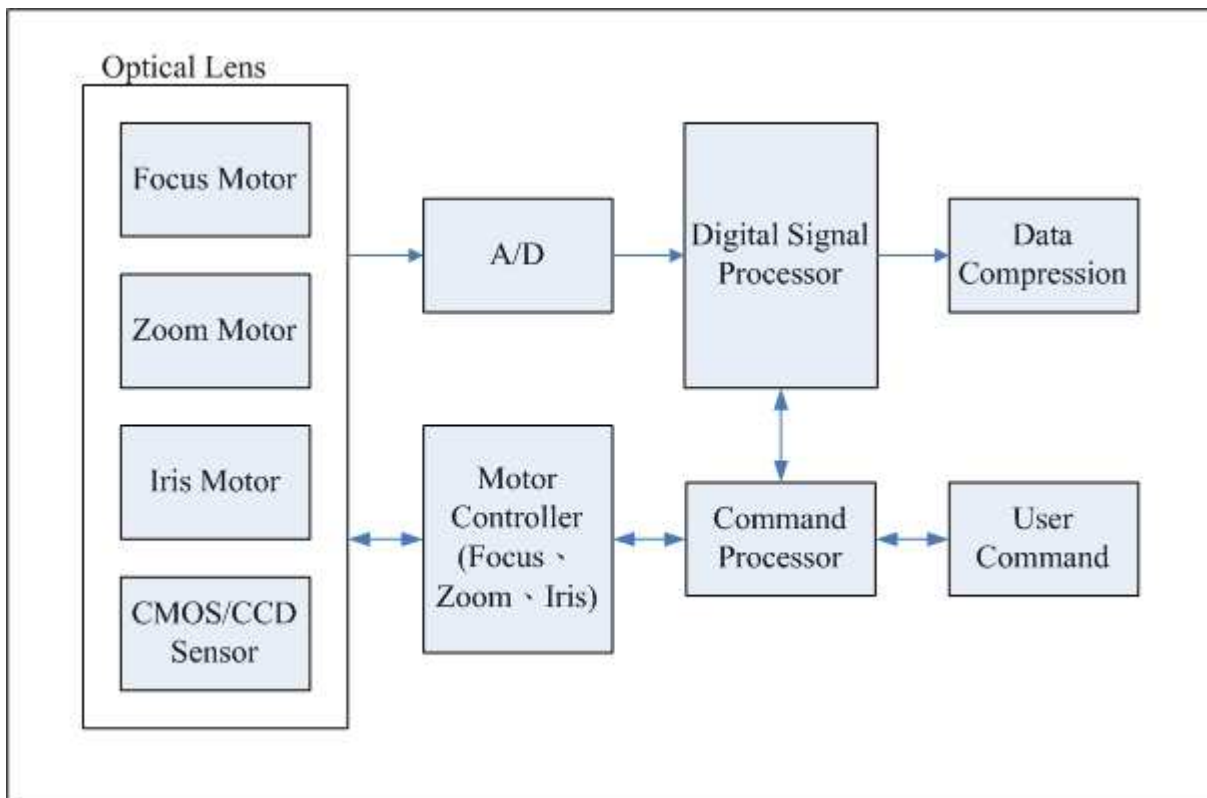 Optical Lens
Focus Motor
Zoom Motor
Iris Motor
CMOS/CCD
Sensor
A/D
Digital Signal
Processor
Data
Compression
Motor
Controller
(Focus、
Zoom、Iris)
Command
Processor
User
Command